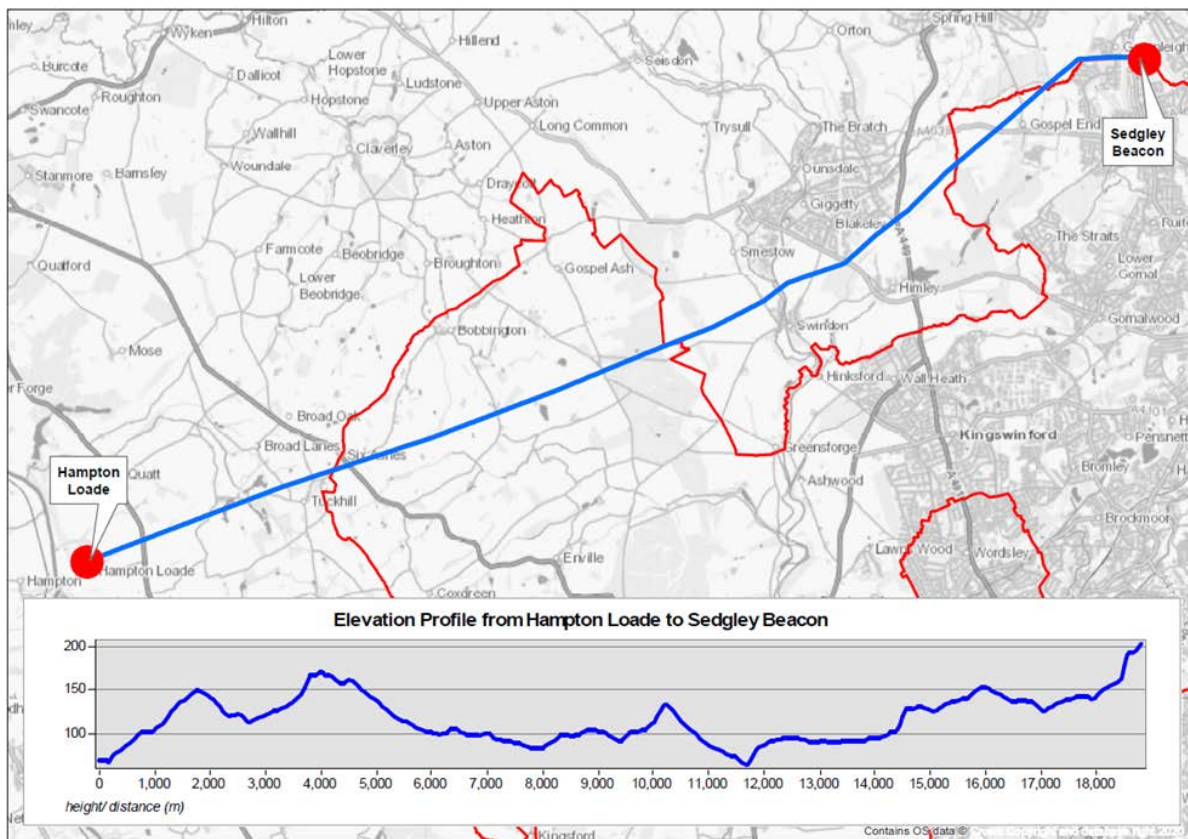 Spring Hill
Hilton
Wyken
Orton
Hillend
Lower
Hopstone
Seisdon
Burcote
Dallicot
Ludstone
Roughton
Hopstone
Upper Aston
Swancote
Long Common
Trysull
The Bratch
Gospel End
Sedgley
Beacon
Wallhill
Claverley
Aston
Woundale
Ounsdale
Stanmore
Barnsley
Draycott
Giggetty
Heathton
Blakeley
The Straits
Farmcote
Beobridge
Smestow
Quatford
Broughton
Gospel Ash
Lower
Gornal
Lower
Beobridge
A 449
Himley
Bobbington
Swindon
Gornalwood
Mose
Hinksford
Wall Heath
er Forge
Broad Oak
A4101
Broad Lanes
Six Ashes
Greensforge
Kingswinford
Pensnett
Hampton
Loade
Quatt
Bromley
Tuckhill
Ashwood
Brockmoor
Enville
Lawns Wood
Wordsley
Hampton
Hampton Loade
Coxgreen
Elevation Profile from Hampton Loade to Sedgley Beacon
200
150
100
0 1,000 2,000 3,000 4,000 5,000 6,000 7,000 8,000 9,000 10,000 11,000 12,000 13,000 14,000 15,000 16,000 17,000 18,000
height/ distance (m)
Kingsford
Contains OS data ©